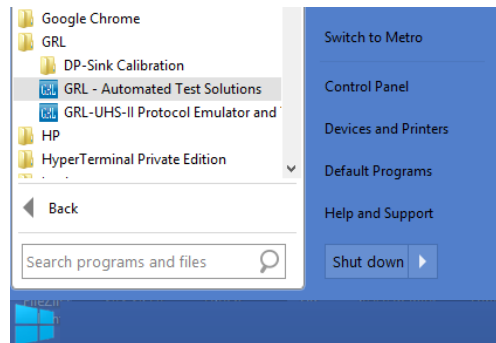 Google Chrome
GRL
DP-Sink Calibration
GRL - Automated Test Solutions
GRL-UHS-II Protocol Emulator and
HP
HyperTerminal Private Edition
Back
Search programs and files
Switch to Metro
Control Panel
Devices and Printers
Default Programs
Help and Support
Shut down